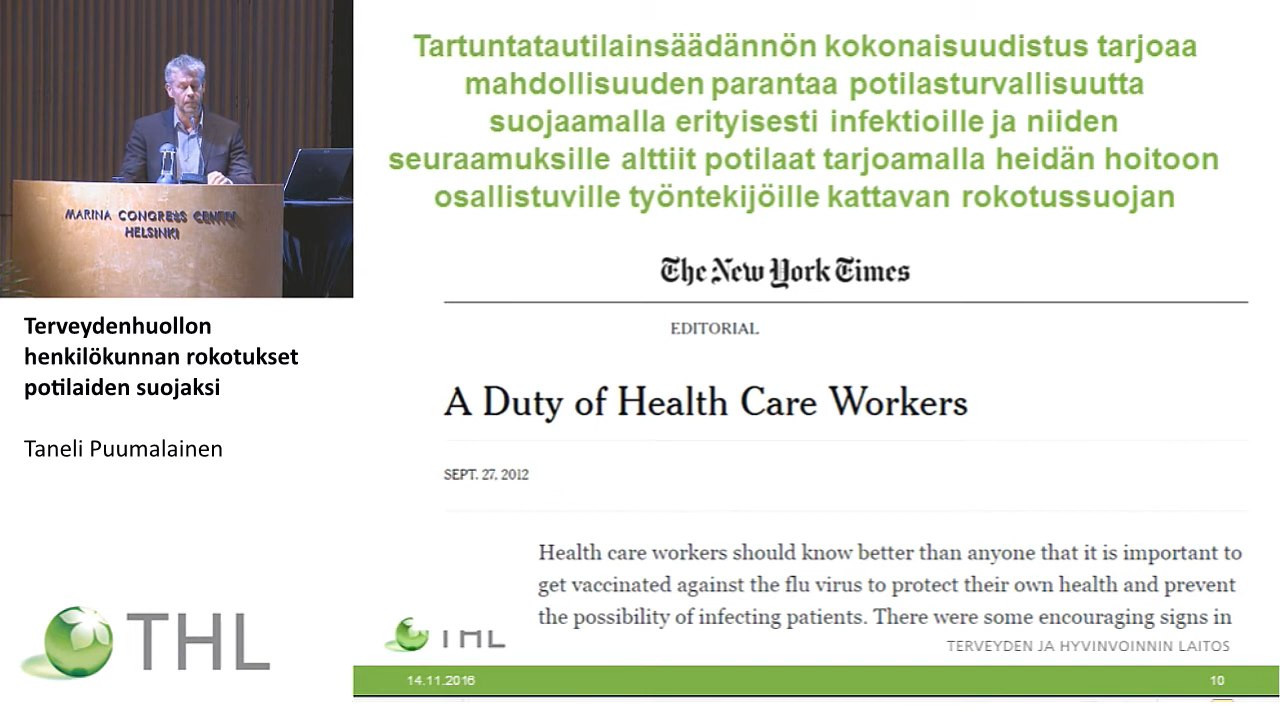 MARINA CONGRESS CENTER
HELSINKI
Terveydenhuollon
henkilökunnan rokotukset
potilaiden suojaksi
Taneli Puumalainen
THL
Tartuntatautilainsäädännön kokonaisuudistus tarjoaa
mahdollisuuden parantaa potilasturvallisuutta
suojaamalla erityisesti infektioille ja niiden
seuraamuksille alttiit potilaat tarjoamalla heidän hoitoon
osallistuville työntekijöille kattavan rokotussuojan
The New York Times
EDITORIAL
A Duty of Health Care Workers
SEPT. 27, 2012
Health care workers should know better than anyone that it is important to
get vaccinated against the flu virus to protect their own health and prevent
the possibility of infecting patients. There were some encouraging signs in
THL
TERVEYDEN JA HYVINVOINNIN LAITOS
14.11.2016
10